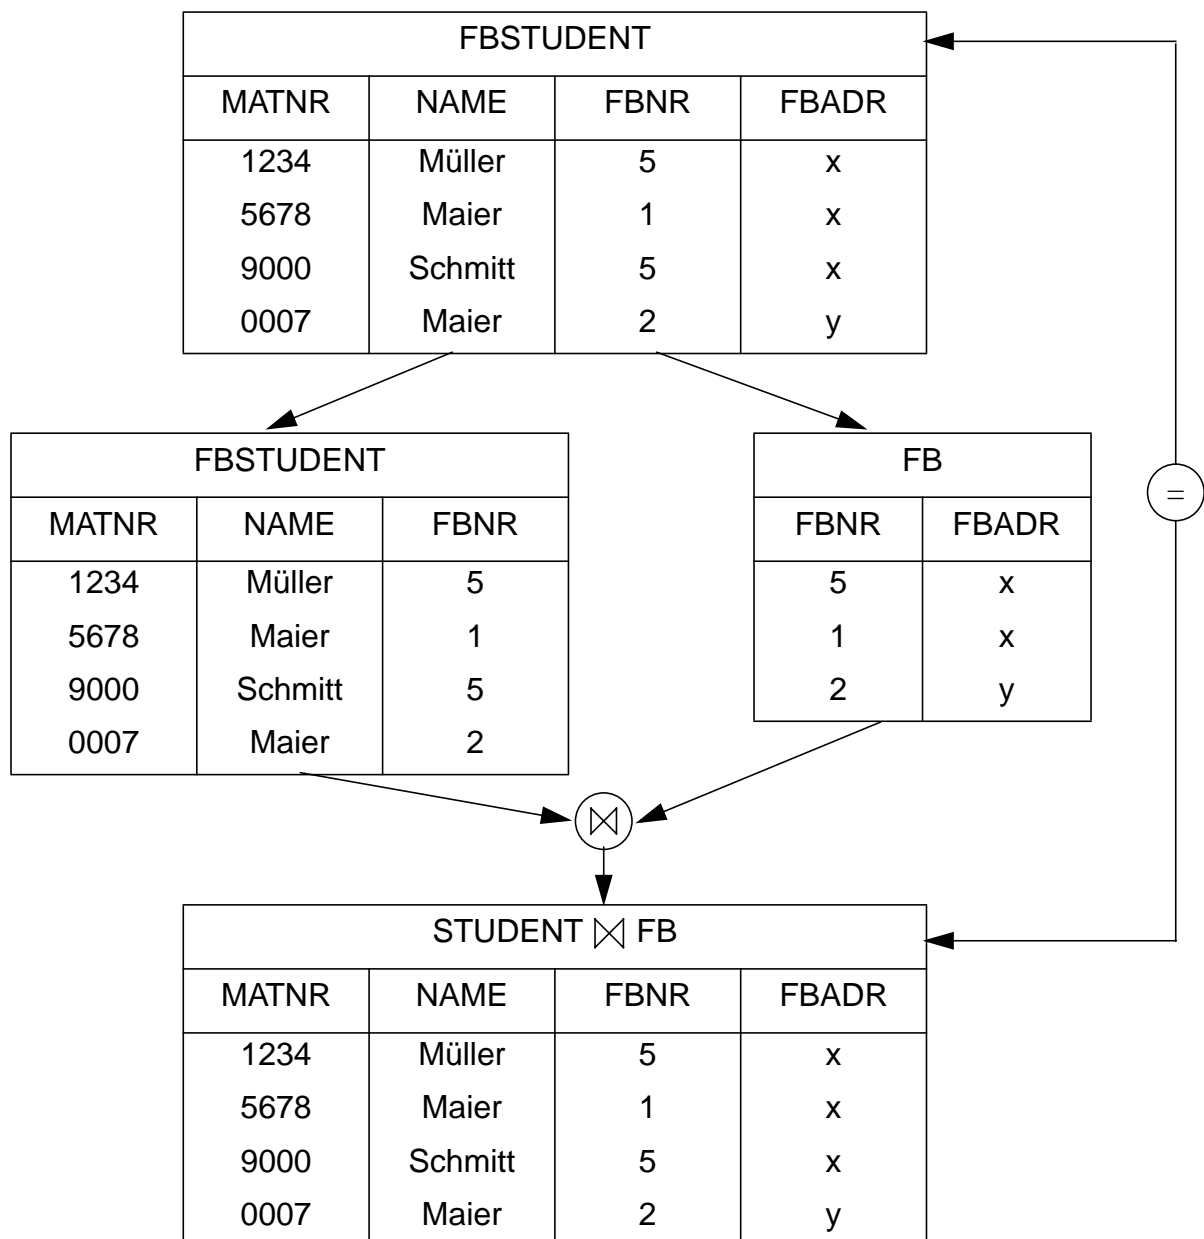 FBSTUDENT
MATNR NAME FBNR FBADR
1234 Müller 5 x
5678 Maier 1 x
9000 Schmitt 5 x
0007 Maier 2 y
FBSTUDENT
MATNR NAME FBNR
1234 Müller 5
5678 Maier 1
9000 Schmitt 5
0007 Maier 2
FB
FBNR FBADR
5 x
1 x
2 y
=
⋈
STUDENT ⋈ FB
MATNR NAME FBNR FBADR
1234 Müller 5 x
5678 Maier 1 x
9000 Schmitt 5 x
0007 Maier 2 y